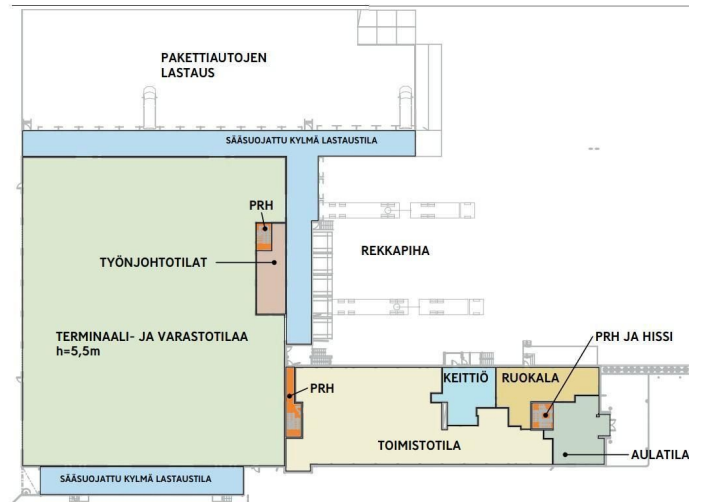 PAKETTIAUTOJEN
LASTAUS
SÄÄSUOJATTU KYLMÄ LASTAUSTILA
PRH
TYÖNJOHTOTILAT
REKKAPIHA
TERMINAALI- JA VARASTOTILAA
h=5,5m
PRH JA HISSI
KEITTIÖ
RUOKALA
PRH
TOIMISTOTILA
AULATILA
SÄÄSUOJATTU KYLMÄ LASTAUSTILA